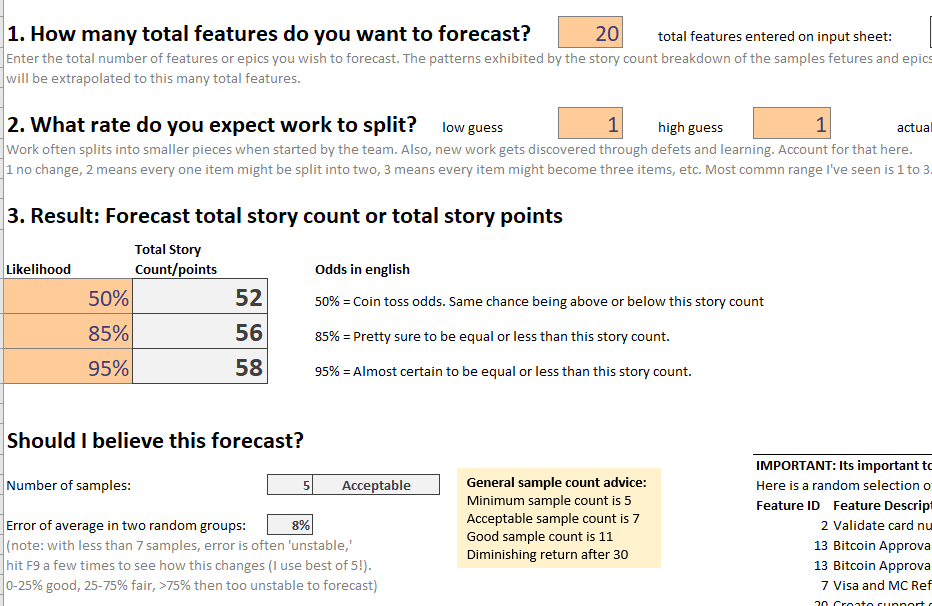 1. How many total features do you want to forecast? 20 total features entered on input sheet:
Enter the total number of features or epics you wish to forecast. The patterns exhibited by the story count breakdown of the samples fetures and epics
will be extrapolated to this many total features.
2. What rate do you expect work to split? low guess 1 high guess 1 actual
Work often splits into smaller pieces when started by the team. Also, new work gets discovered through defets and learning. Account for that here.
1 no change, 2 means every one item might be split into two, 3 means every item might become three items, etc. Most commn range I've seen is 1 to 3.
3. Result: Forecast total story count or total story points
Total Story
Likelihood Count/points Odds in english
50% 52 50% = Coin toss odds. Same chance being above or below this story count
85% 56 85% = Pretty sure to be equal or less than this story count.
95% 58 95% = Almost certain to be equal or less than this story count.
Should I believe this forecast?
Number of samples: 5 Acceptable
Error of average in two random groups: 8%
(note: with less than 7 samples, error is often 'unstable,'
hit F9 a few times to see how this changes (I use best of 5!).
0-25% good, 25-75% fair, >75% then too unstable to forecast)
General sample count advice:
Minimum sample count is 5
Acceptable sample count is 7
Good sample count is 11
Diminishing return after 30
IMPORTANT: Its important to
Here is a random selection o
Feature ID Feature Descript
2 Validate card nu
13 Bitcoin Approva
13 Bitcoin Approva
7 Visa and MC Ref
20 Create support